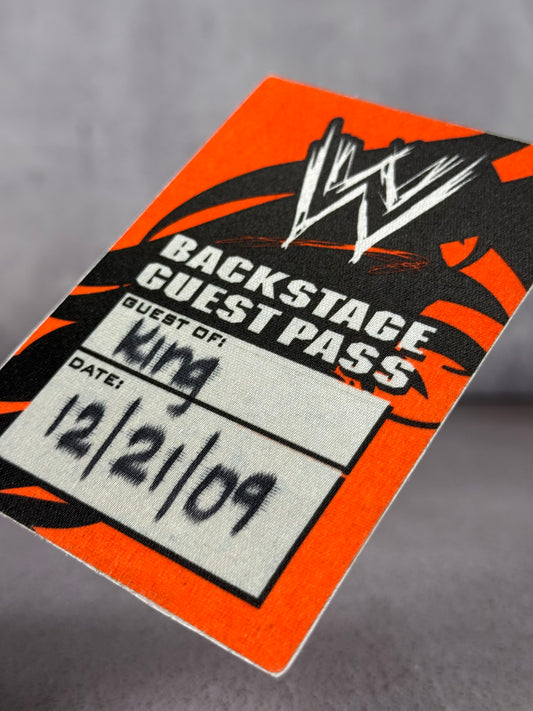 W
BACKSTAGE
GUEST PASS
GUEST OF:
King
DATE:
12/21/09